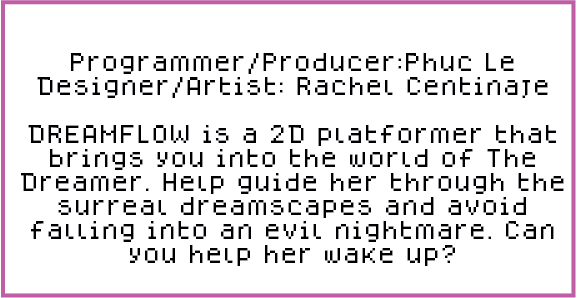 Programmer/Producer:Phuc Le
Designer/Artist: Rachel Centinaje
DREAMFLOW is a 2D platformer that
brings you into the world of The
Dreamer. Help guide her through the
surreal dreamscapes and avoid
falling into an evil nightmare. Can
you help her wake up?